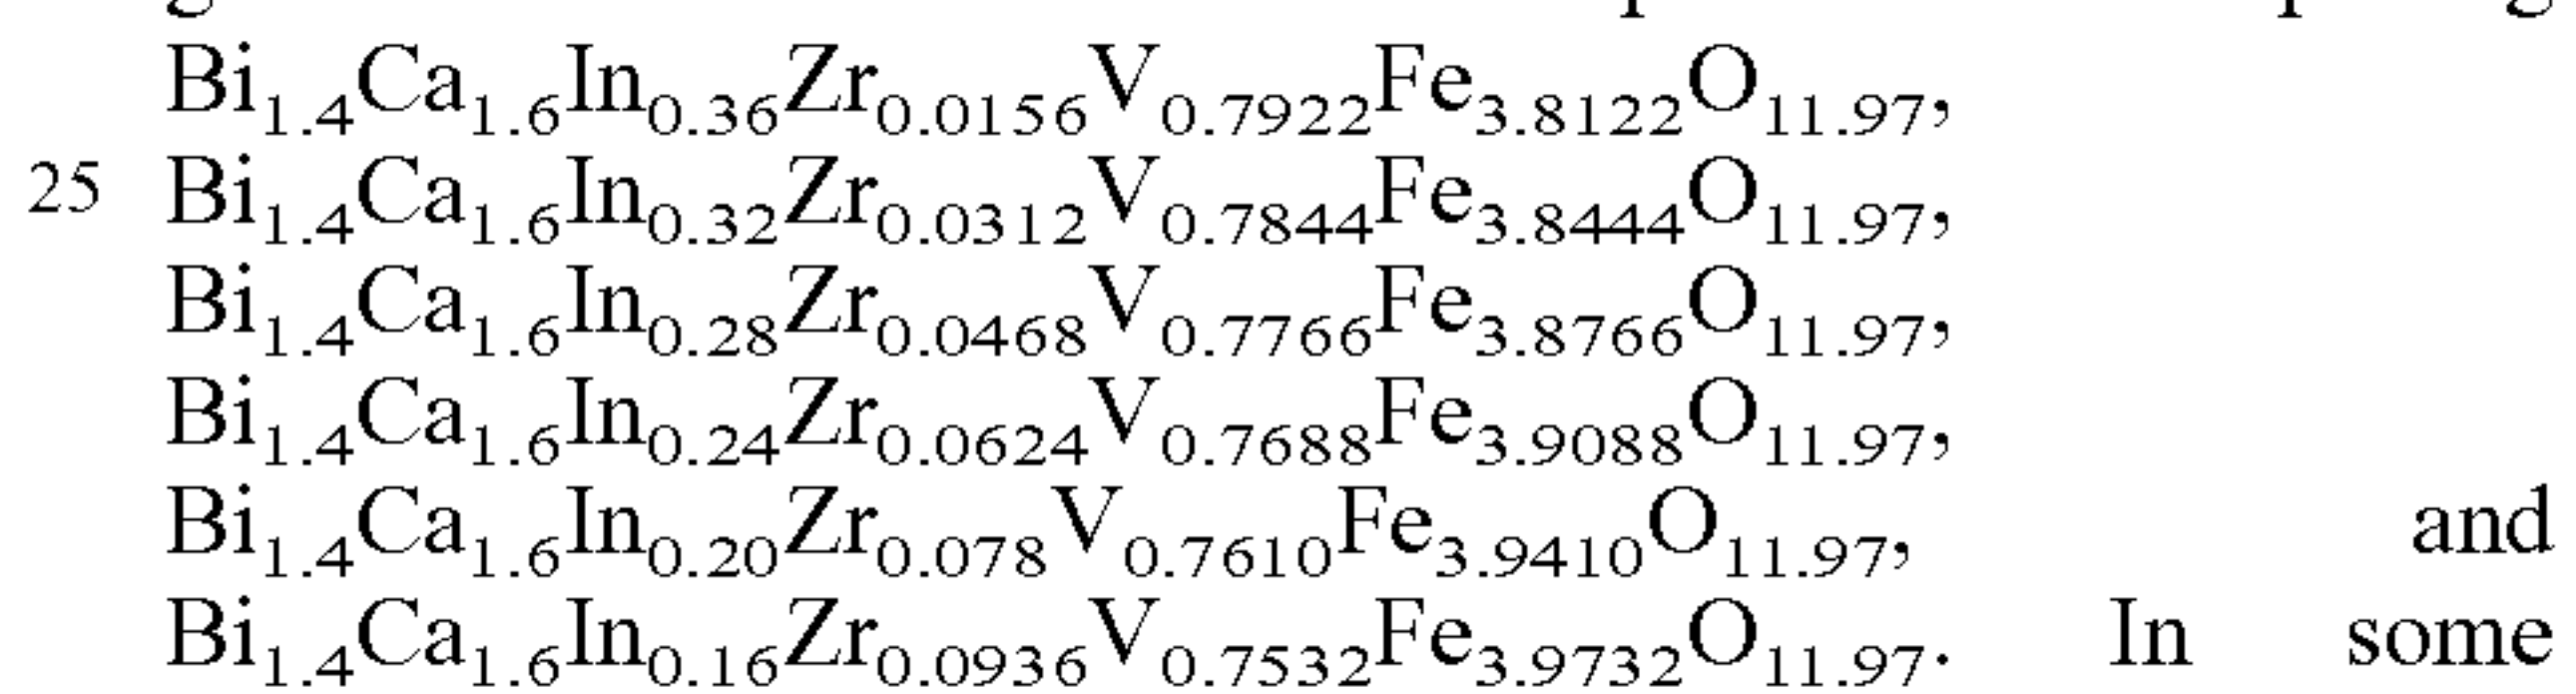 Bi1.4Ca1.6In0.36Zr0.0156V0.7922Fe3.8122O11.97,
25 Bi1.4Ca1.6In0.32Zr0.0312V0.7844Fe3.8444O11.97,
Bi1.4Ca1.6In0.28Zr0.0468V0.7766Fe3.8766O11.97,
Bi1.4Ca1.6In0.24Zr0.0624V0.7688Fe3.9088O11.97,
Bi1.4Ca1.6In0.20Zr0.078V0.7610Fe3.9410O11.97, and
Bi1.4Ca1.6In0.16Zr0.0936V0.7532Fe3.9732O11.97. In some